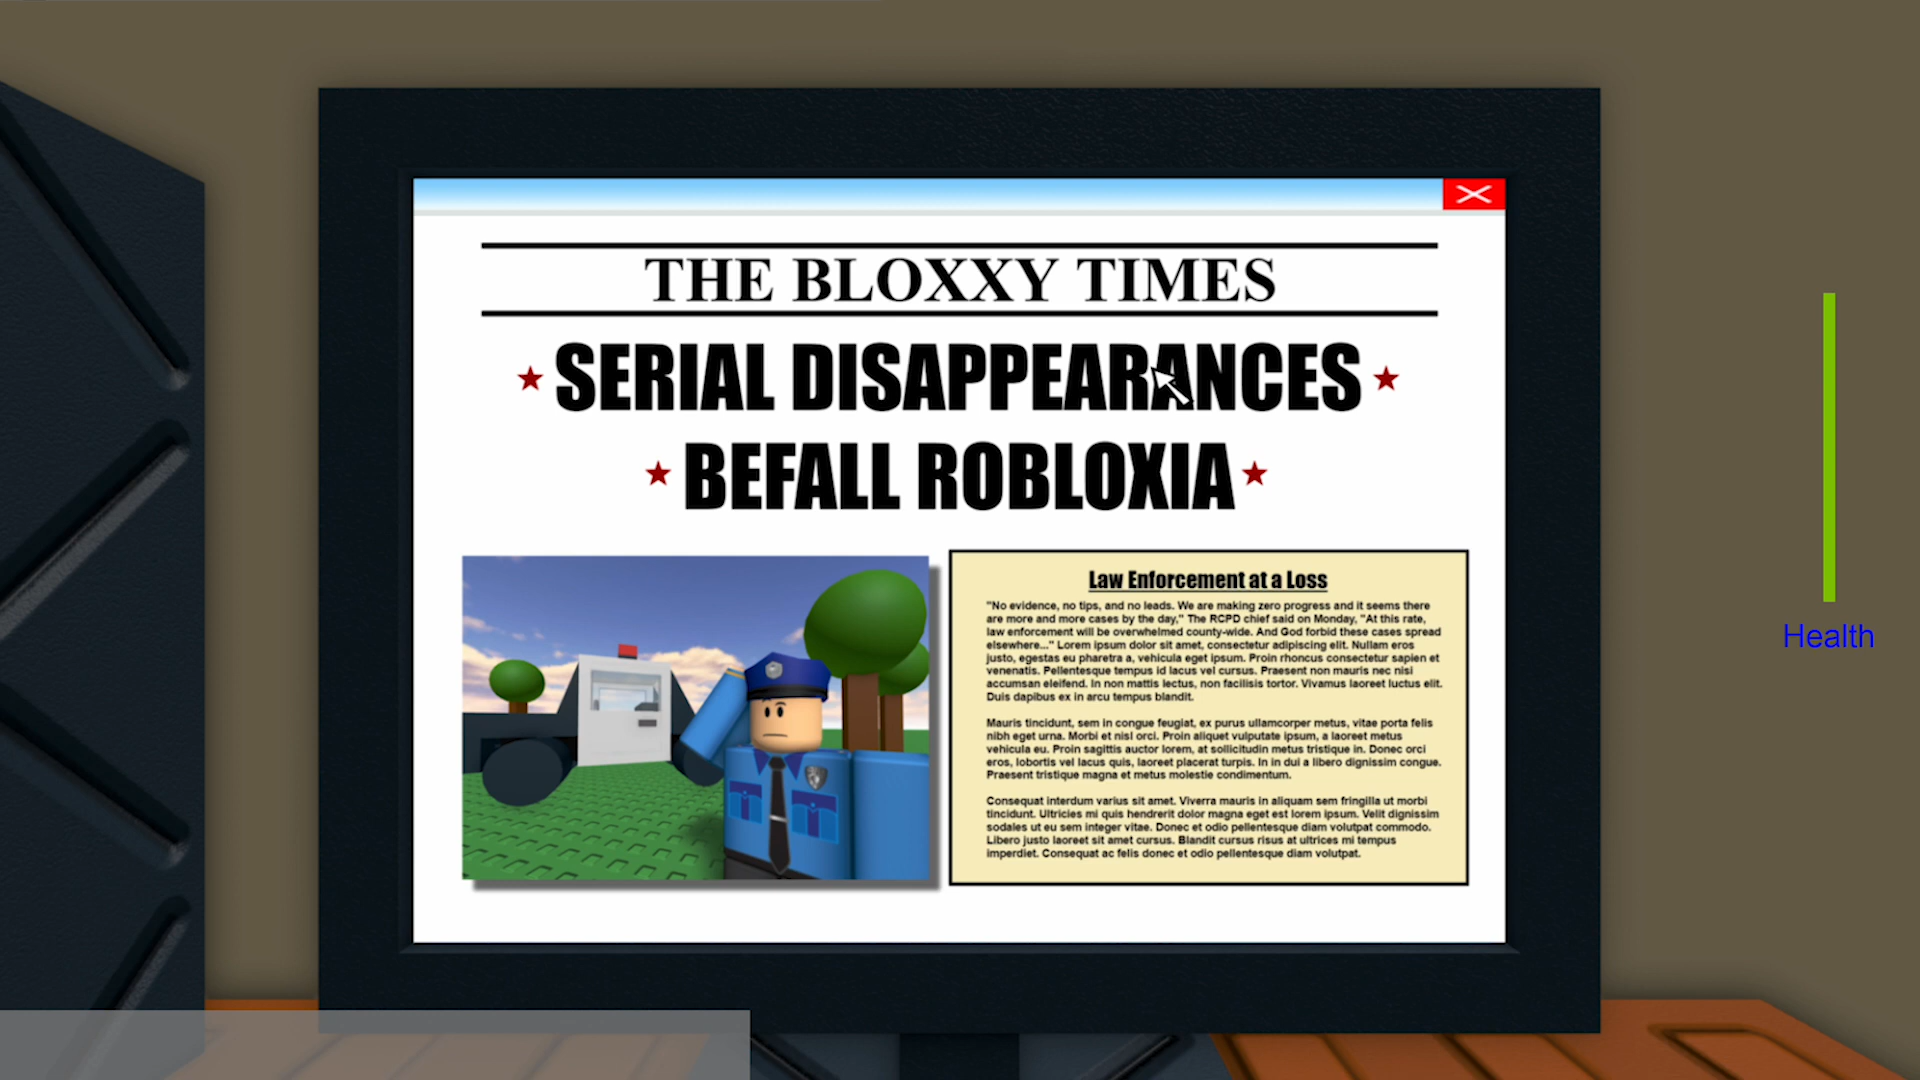 THE BLOXXY TIMES
SERIAL DISAPPEARANCES
BEFALL ROBLOXIA
Law Enforcement at a Loss
"No evidence, no tips, and no leads. We are making zero progress and it seems there
are more and more cases by the day," The RCPD chief said on Monday, "At this rate,
law enforcement will be overwhelmed county-wide. And God forbid these cases spread
elsewhere..." Lorem ipsum dolor sit amet, consectetur adipiscing elit. Nullam eros
justo, egestas eu pharetra a, vehicula eget ipsum. Proin rhoncus consectetur sapien et
venenatis. Pellentesque tempus id lacus vel cursus. Praesent non mauris nec nisi
accumsan eleifend. In non mattis lectus, non facilisis tortor. Vivamus laoreet luctus elit.
Duis dapibus ex in arcu tempus blandit.
Mauris tincidunt, sem in congue feugiat, ex purus ullamcorper metus, vitae porta felis
nibh eget urna. Morbi et nisl orci. Proin aliquet vulputate ipsum, a laoreet metus
vehicula eu. Proin sagittis auctor lorem, at sollicitudin metus tristique in. Donec orci
eros, lobortis vel lacus quis, laoreet placerat turpis. In in dui a libero dignissim congue.
Praesent tristique magna et metus molestie condimentum.
Consequat interdum varius sit amet. Viverra mauris in aliquam sem fringilla ut morbi
tincidunt. Ultricies mi quis hendrerit dolor magna eget est lorem ipsum. Velit dignissim
sodales ut eu sem integer vitae. Donec et odio pellentesque diam volutpat commodo.
Libero justo laoreet sit amet cursus. Blandit cursus risus at ultrices mi tempus
imperdiet. Consequat ac felis donec et odio pellentesque diam volutpat.
Health